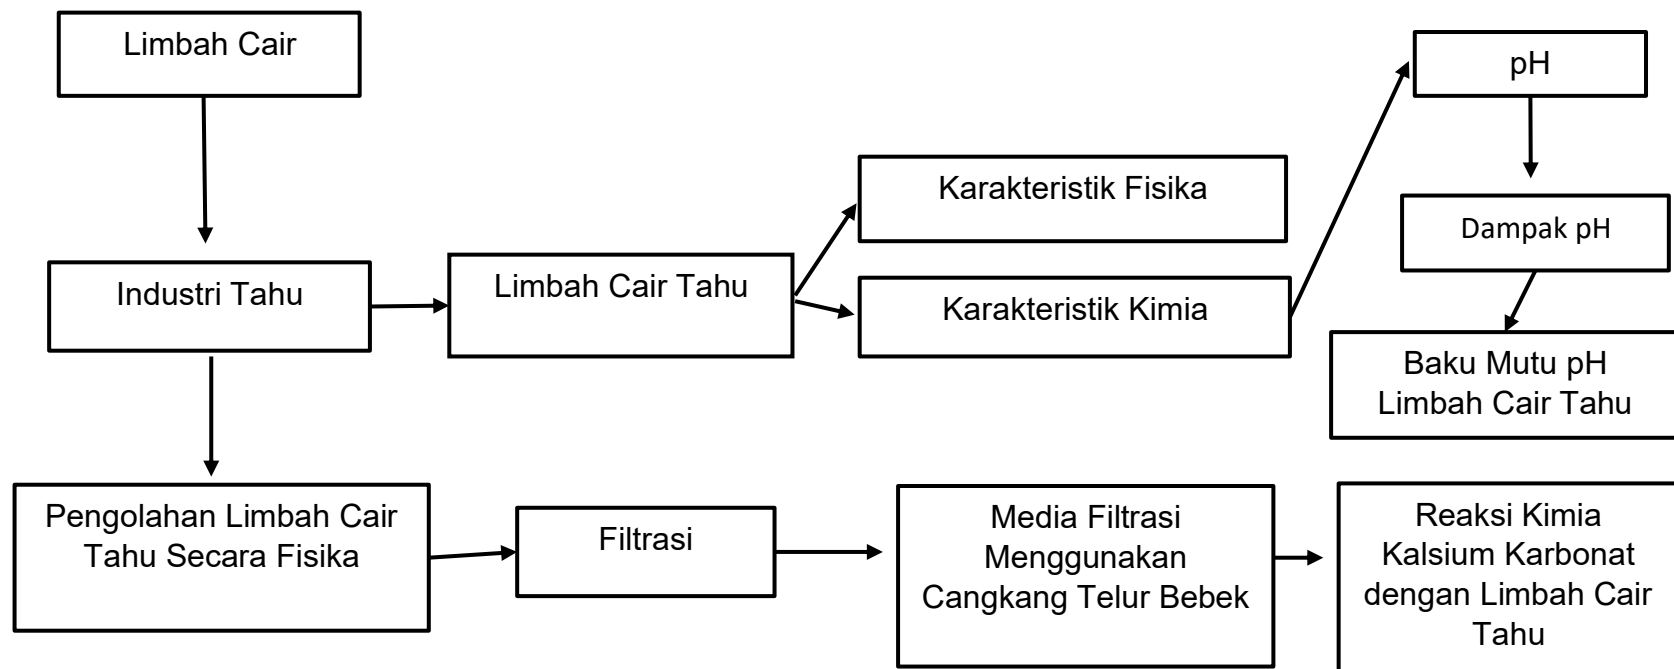 Limbah Cair
pH
Karakteristik Fisika
Dampak pH
Industri Tahu
Limbah Cair Tahu
Karakteristik Kimia
Baku Mutu pH
Limbah Cair Tahu
Pengolahan Limbah Cair
Tahu Secara Fisika
Filtrasi
Media Filtrasi
Menggunakan
Cangkang Telur Bebek
Reaksi Kimia
Kalsium Karbonat
dengan Limbah Cair
Tahu